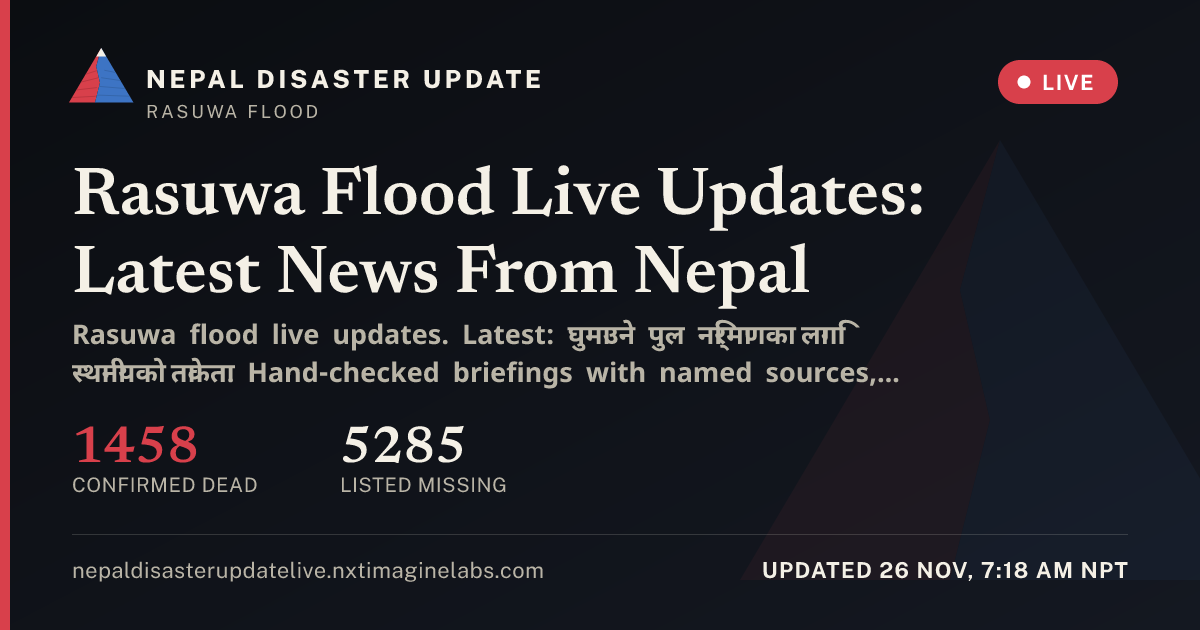 NEPAL DISASTER UPDATE
RASUWA FLOOD
LIVE
Rasuwa Flood Live Updates:
Latest News From Nepal
Rasuwa flood live updates. Latest: घुमाउने पुल निर्माणका लागि
स्थानीयको ताकेता Hand-checked briefings with named sources,...
1458
CONFIRMED DEAD
5285
LISTED MISSING
nepaldisasterupdatelive.nxtimaginelabs.com
UPDATED 26 NOV, 7:18 AM NPT